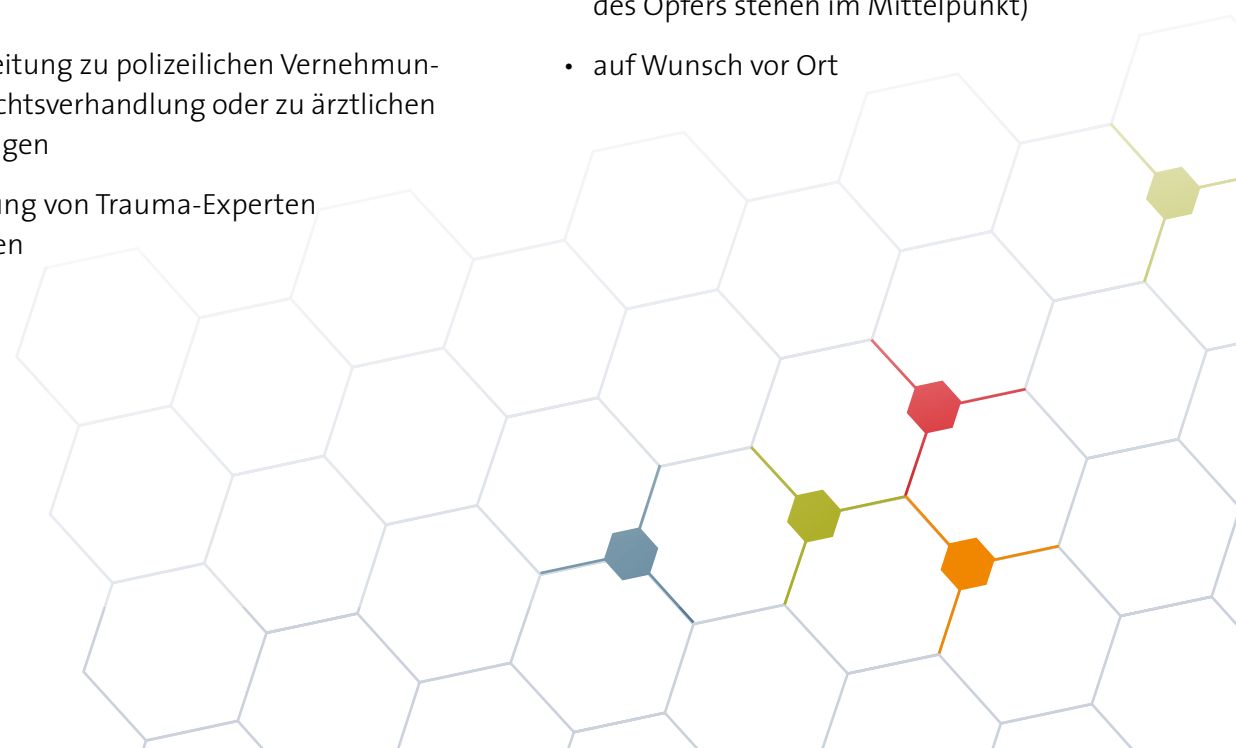 eitung zu polizeilichen Vernehmun-
chtsverhandlung oder zu ärztlichen
gen
ung von Trauma-Experten
en
des Opfers stehen im Mittelpunkt)
• auf Wunsch vor Ort